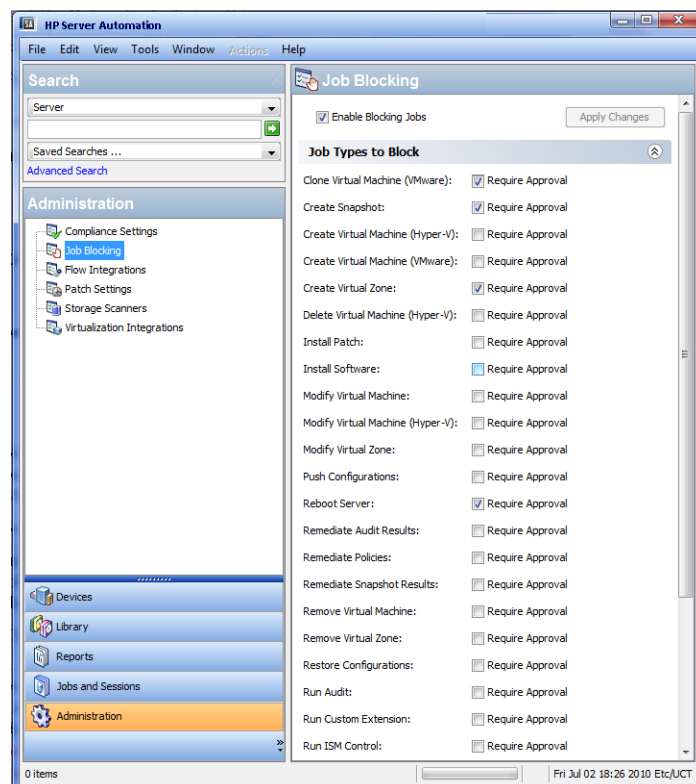 HP Server Automation
File Edit View Tools Window Actions Help
Search
Server
Saved Searches ...
Advanced Search
Administration
Compliance Settings
Job Blocking
Flow Integrations
Patch Settings
Storage Scanners
Virtualization Integrations
Devices
Library
Reports
Jobs and Sessions
Administration
Job Blocking
Enable Blocking Jobs Apply Changes
Job Types to Block
Clone Virtual Machine (VMware): Require Approval
Create Snapshot: Require Approval
Create Virtual Machine (Hyper-V): Require Approval
Create Virtual Machine (VMware): Require Approval
Create Virtual Zone: Require Approval
Delete Virtual Machine (Hyper-V): Require Approval
Install Patch: Require Approval
Install Software: Require Approval
Modify Virtual Machine: Require Approval
Modify Virtual Machine (Hyper-V): Require Approval
Modify Virtual Zone: Require Approval
Push Configurations: Require Approval
Reboot Server: Require Approval
Remediate Audit Results: Require Approval
Remediate Policies: Require Approval
Remediate Snapshot Results: Require Approval
Remove Virtual Machine: Require Approval
Remove Virtual Zone: Require Approval
Restore Configurations: Require Approval
Run Audit: Require Approval
Run Custom Extension: Require Approval
Run ISM Control: Require Approval
0 items Fri Jul 02 18:26 2010 Etc/UCT